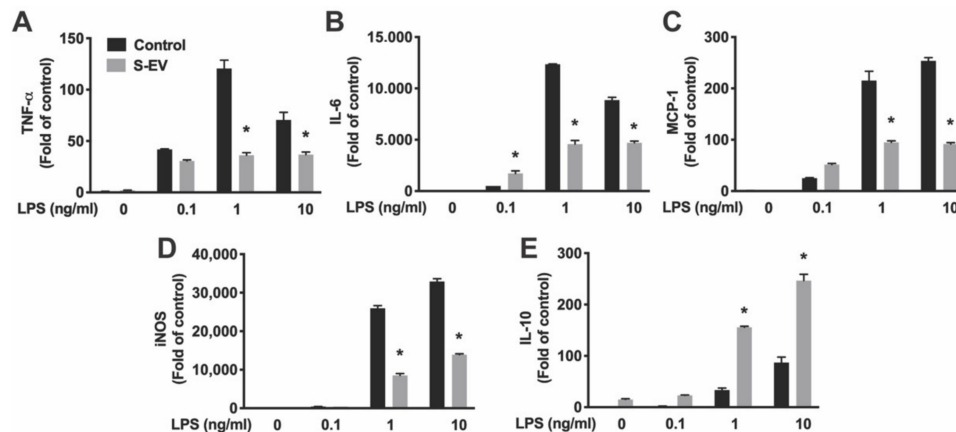 A
TNF-α
(Fold of control)
150
100
50
0
Control
S-EV
*
*
LPS (ng/ml)
0
0.1
1
10
B
IL-6
(Fold of control)
15.000
10.000
5.000
0
*
*
*
LPS (ng/ml)
0
0.1
1
10
C
MCP-1
(Fold of control)
300
200
100
0
*
*
LPS (ng/ml)
0
0.1
1
10
D
iNOS
(Fold of control)
40,000
30,000
20,000
10,000
0
*
*
LPS (ng/ml)
0
0.1
1
10
E
IL-10
(Fold of control)
300
200
100
0
*
*
LPS (ng/ml)
0
0.1
1
10